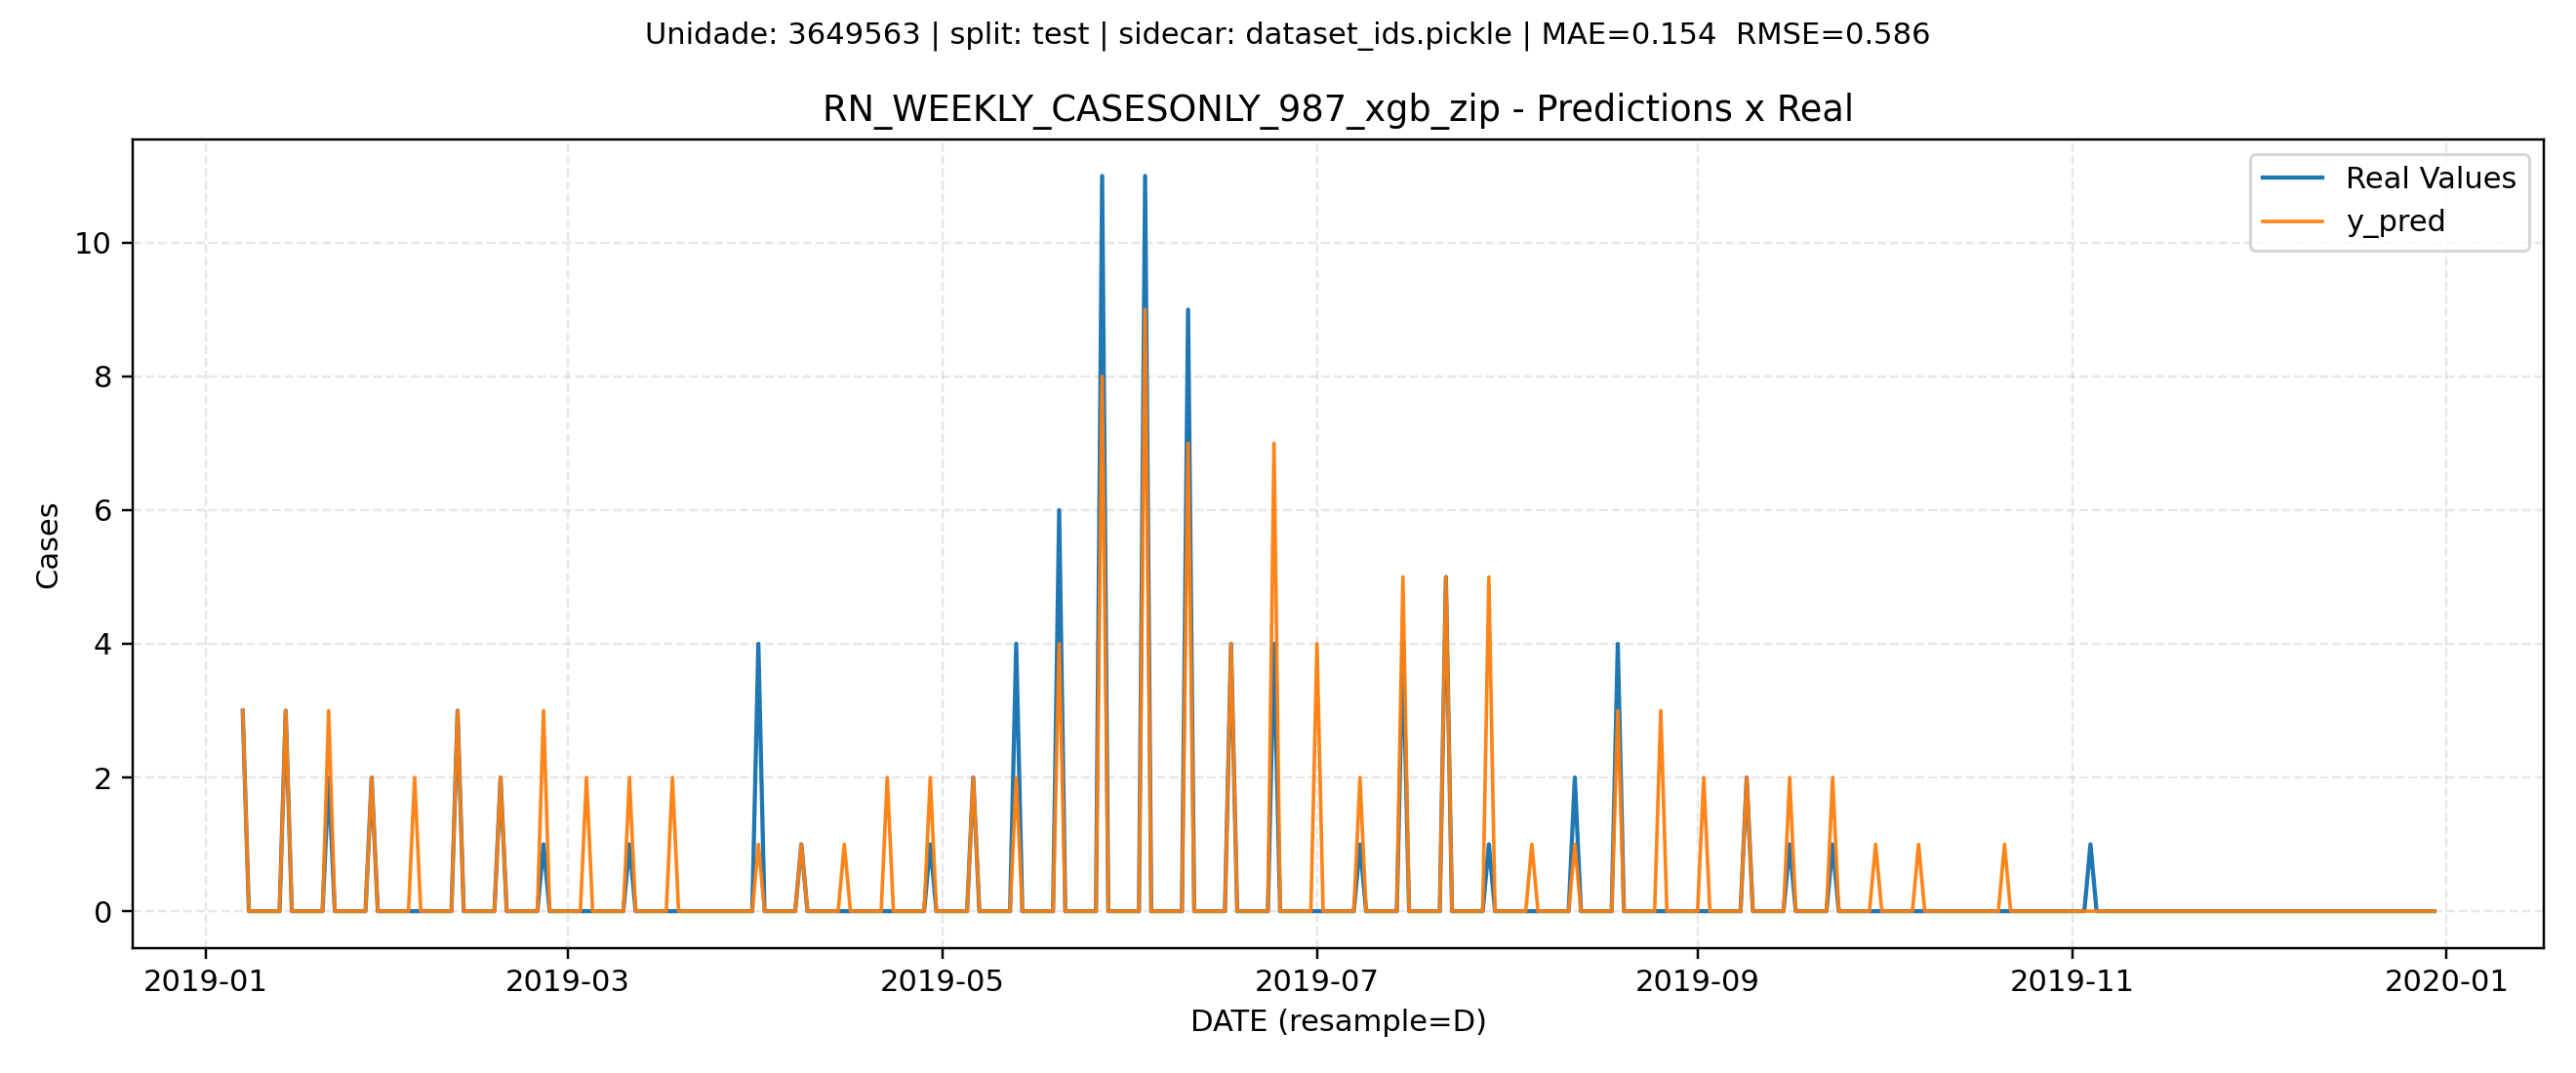 Unidade: 3649563 | split: test | sidecar: dataset_ids.pickle | MAE=0.154  RMSE=0.586
RN_WEEKLY_CASESONLY_987_xgb_zip - Predictions x Real
Real Values
y_pred
10
8
6
4
2
0
Cases
2019-01
2019-03
2019-05
2019-07
2019-09
2019-11
2020-01
DATE (resample=D)